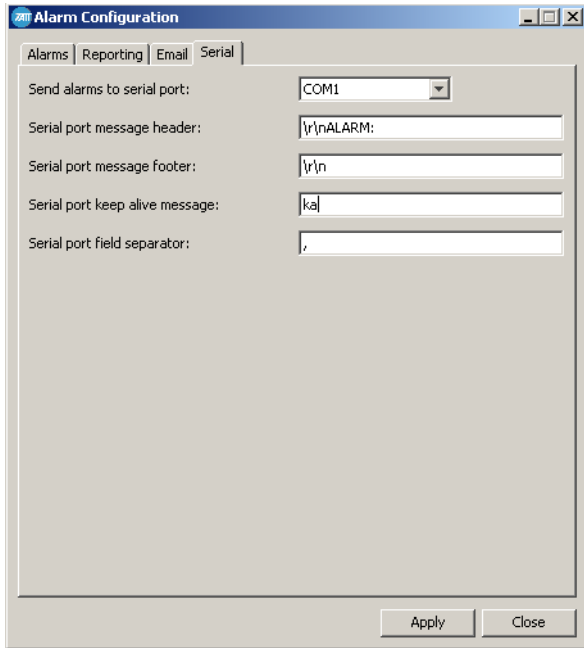 Alarm Configuration
Alarms Reporting Email Serial
Send alarms to serial port: COM1
Serial port message header: \r\nALARM:
Serial port message footer: \r\n
Serial port keep alive message: ka
Serial port field separator: ,
Apply Close